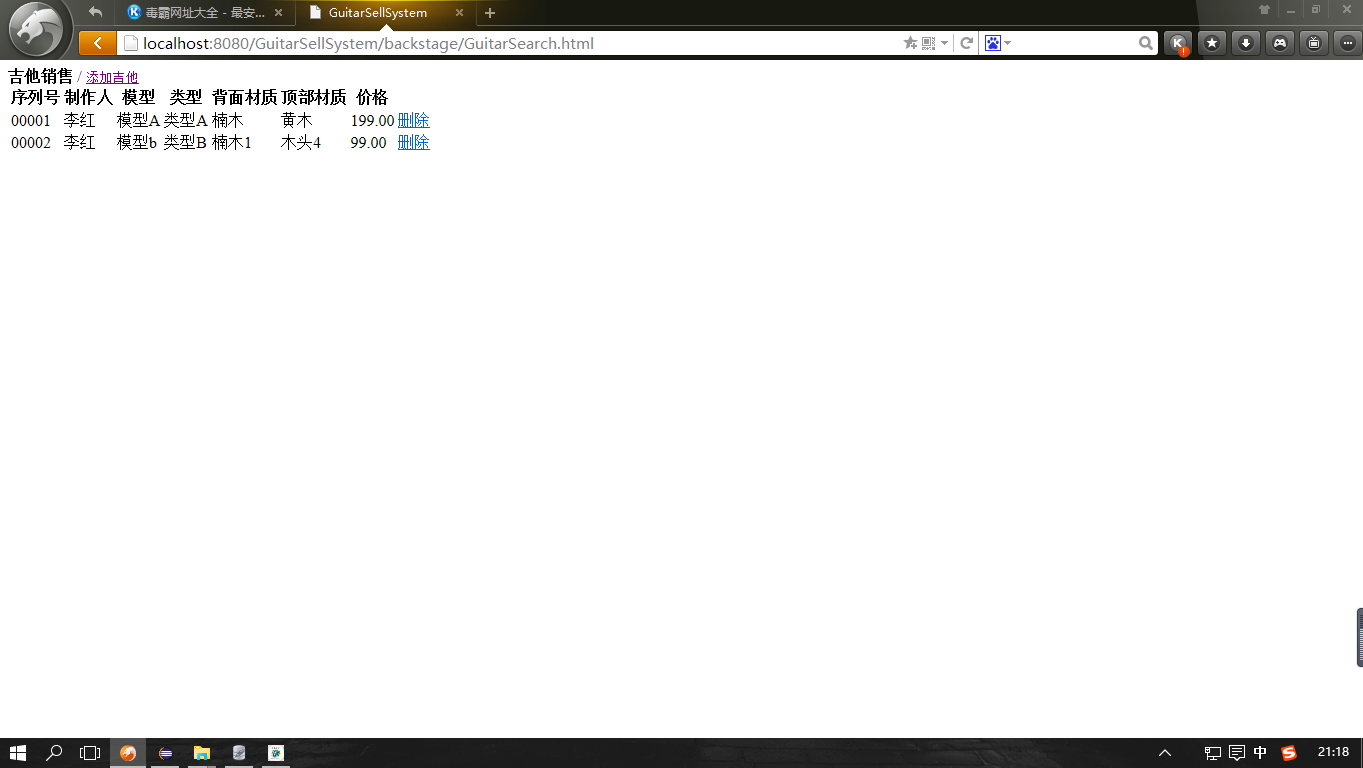 毒霸网址大全 - 最安...
GuitarSellSystem
localhost:8080/GuitarSellSystem/backstage/GuitarSearch.html
吉他销售 / 添加吉他
序列号 制作人 模型 类型 背面材质 顶部材质 价格
00001 李红 模型A 类型A 楠木 黄木 199.00 删除
00002 李红 模型b 类型B 楠木1 木头4 99.00 删除
中
21:18